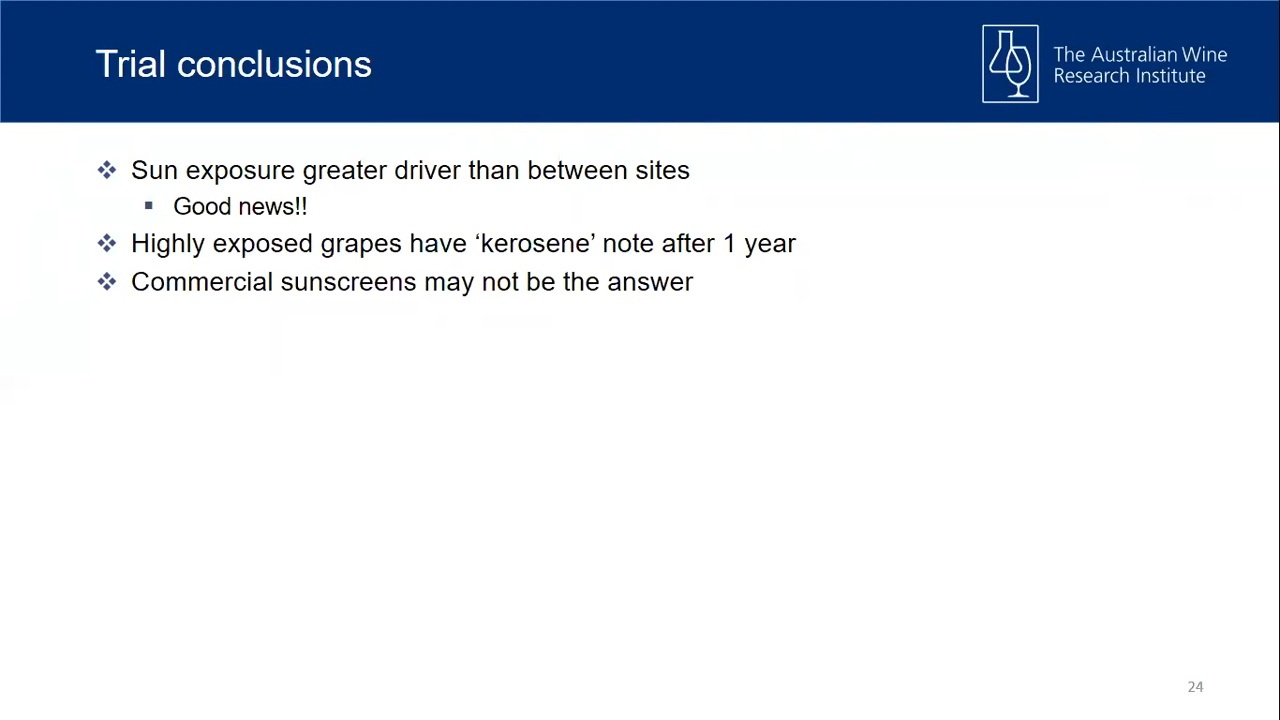 Trial conclusions
The Australian Wine
Research Institute
Sun exposure greater driver than between sites
Good news!!
Highly exposed grapes have ‘kerosene’ note after 1 year
Commercial sunscreens may not be the answer
24